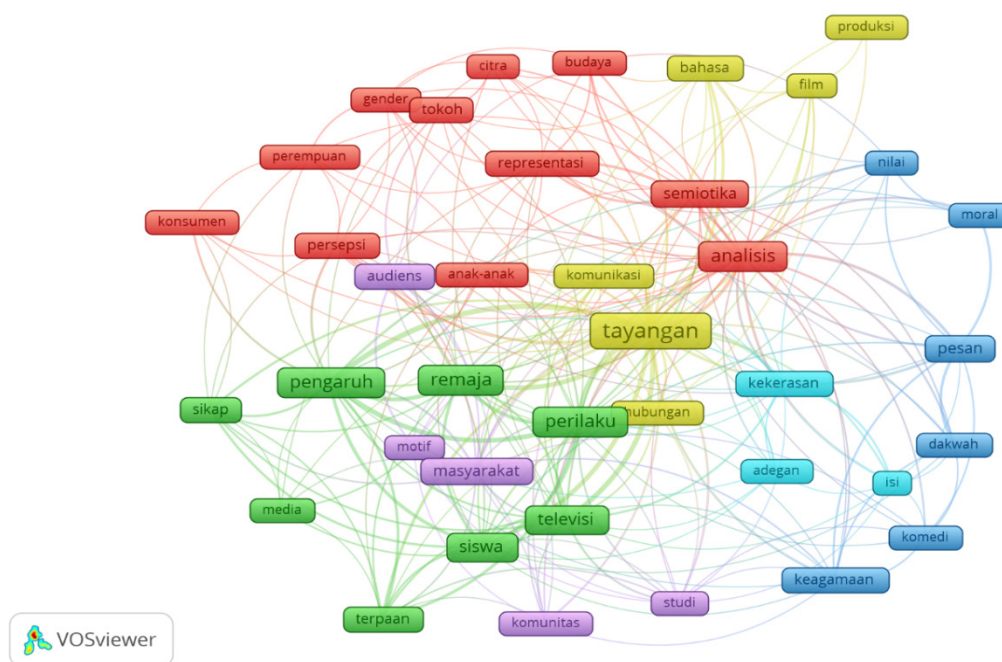 produksi
citra
budaya
bahasa
film
gender
tokoh
perempuan
representasi
nilai
semiotika
konsumen
moral
persepsi
analisis
audiens
anak-anak
komunikasi
tayangan
pesan
pengaruh
remaja
kekerasan
sikap
perilaku
hubungan
motif
masyarakat
dakwah
adegan
isi
media
televisi
siswa
komedi
keagamaan
studi
terpaan
komunitas
VOSviewer